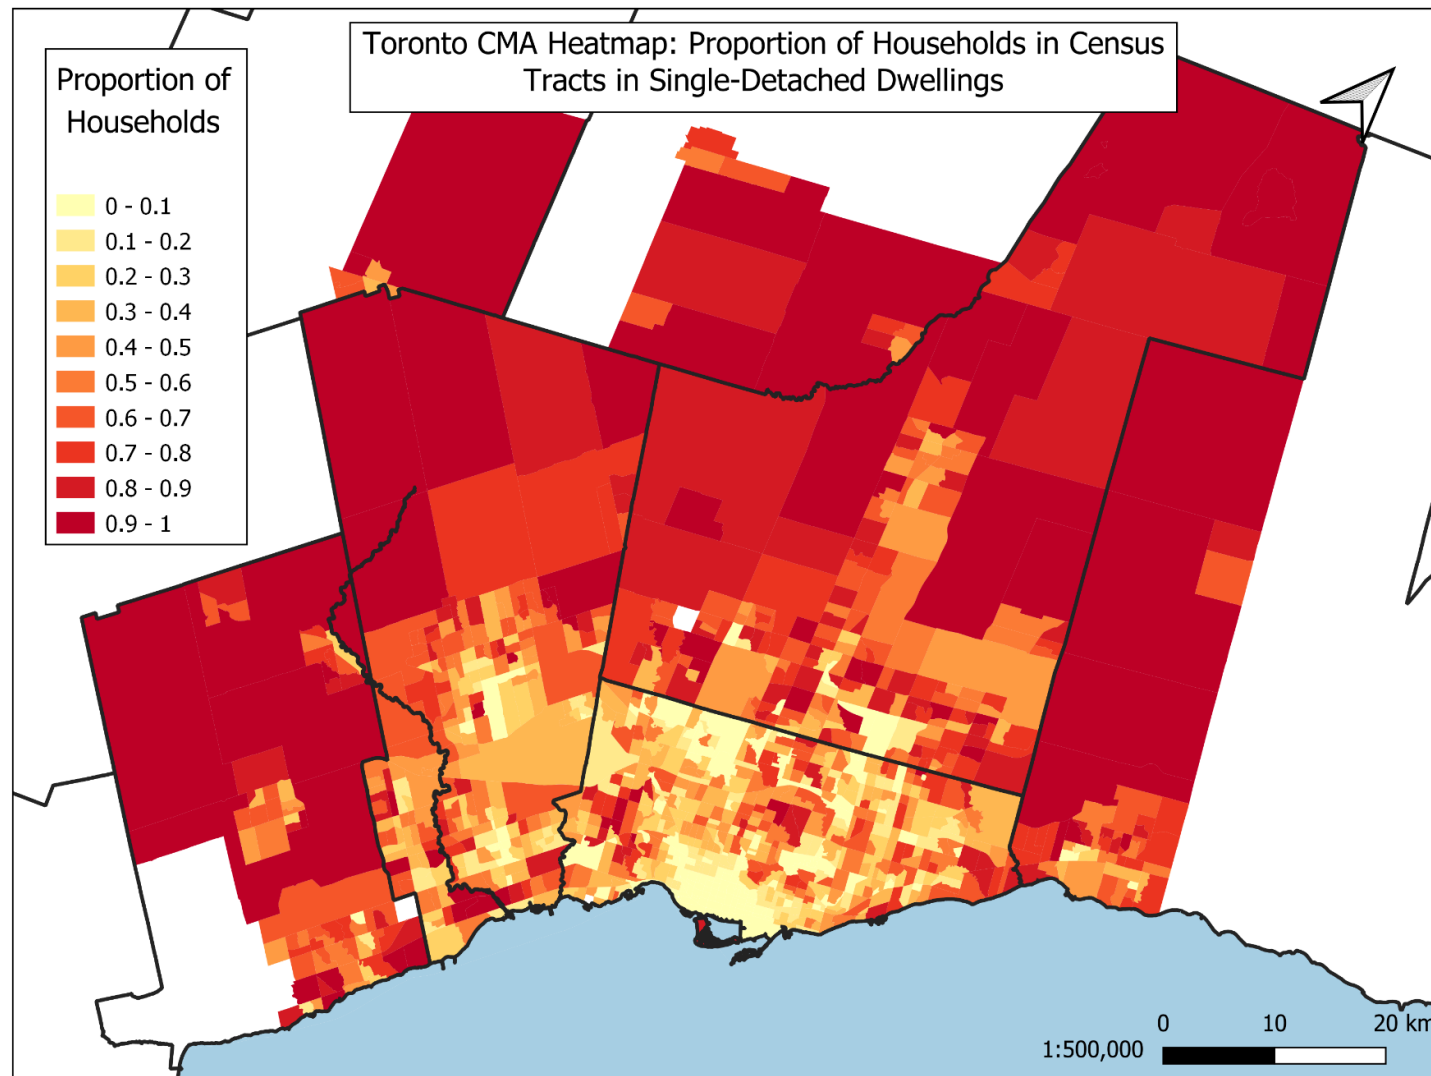 Toronto CMA Heatmap: Proportion of Households in Census
Tracts in Single-Detached Dwellings
Proportion of
Households
0 - 0.1
0.1 - 0.2
0.2 - 0.3
0.3 - 0.4
0.4 - 0.5
0.5 - 0.6
0.6 - 0.7
0.7 - 0.8
0.8 - 0.9
0.9 - 1
0 10 20 km
1:500,000